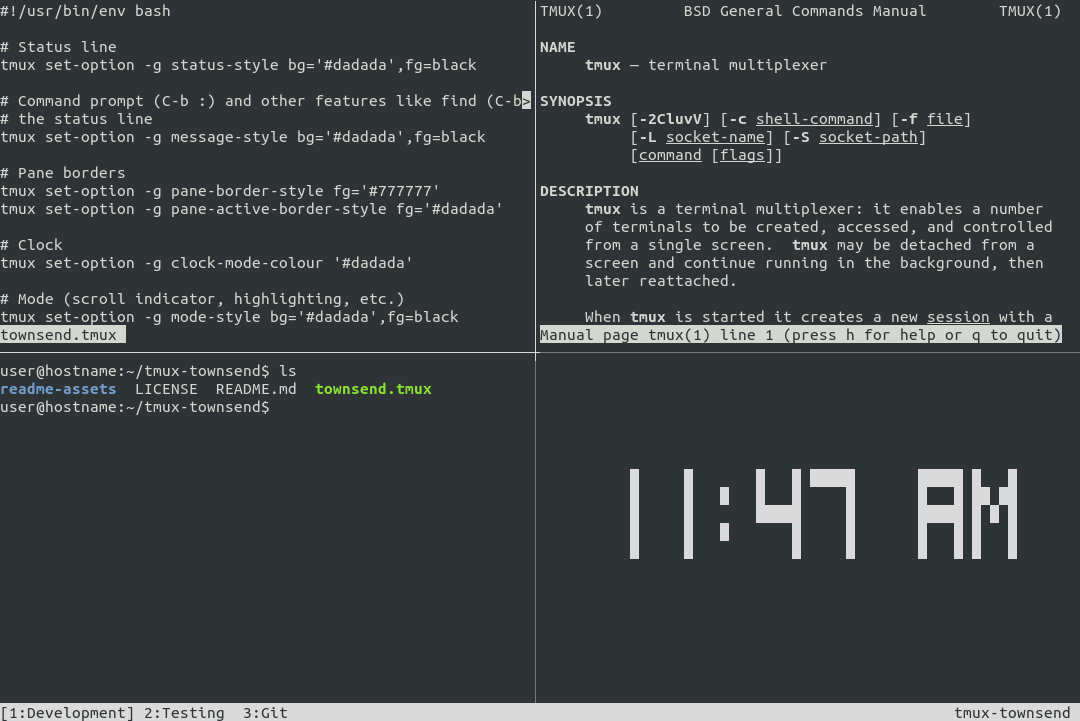 #!/usr/bin/env bash
# Status line
tmux set-option -g status-style bg='#dadada',fg=black
# Command prompt (C-b :) and other features like find (C-b>
# the status line
tmux set-option -g message-style bg='#dadada',fg=black
# Pane borders
tmux set-option -g pane-border-style fg='#777777'
tmux set-option -g pane-active-border-style fg='#dadada'
# Clock
tmux set-option -g clock-mode-colour '#dadada'
# Mode (scroll indicator, highlighting, etc.)
tmux set-option -g mode-style bg='#dadada',fg=black
townsend.tmux
TMUX(1) BSD General Commands Manual TMUX(1)
NAME
tmux — terminal multiplexer
SYNOPSIS
tmux [-2CluvV] [-c shell-command] [-f file]
[-L socket-name] [-S socket-path]
[command [flags]]
DESCRIPTION
tmux is a terminal multiplexer: it enables a number
of terminals to be created, accessed, and controlled
from a single screen. tmux may be detached from a
screen and continue running in the background, then
later reattached.
When tmux is started it creates a new session with a
Manual page tmux(1) line 1 (press h for help or q to quit)
user@hostname:~/tmux-townsend$ ls
readme-assets LICENSE README.md townsend.tmux
user@hostname:~/tmux-townsend$
11:47 AM
[1:Development] 2:Testing 3:Git tmux-townsend